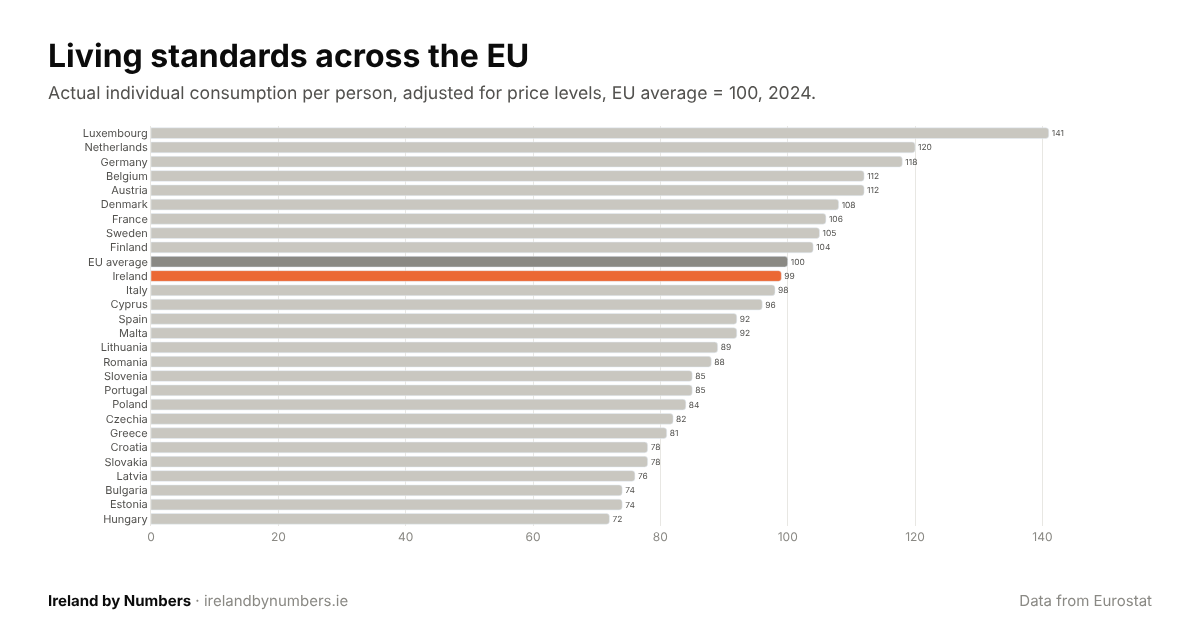 Living standards across the EU
Actual individual consumption per person, adjusted for price levels, EU average = 100, 2024.
Luxembourg 141
Netherlands 120
Germany 118
Belgium 112
Austria 112
Denmark 108
France 106
Sweden 105
Finland 104
EU average 100
Ireland 99
Italy 98
Cyprus 96
Spain 92
Malta 92
Lithuania 89
Romania 88
Slovenia 85
Portugal 85
Poland 84
Czechia 82
Greece 81
Croatia 78
Slovakia 78
Latvia 76
Bulgaria 74
Estonia 74
Hungary 72
0 20 40 60 80 100 120 140
Ireland by Numbers · irelandbynumbers.ie Data from Eurostat